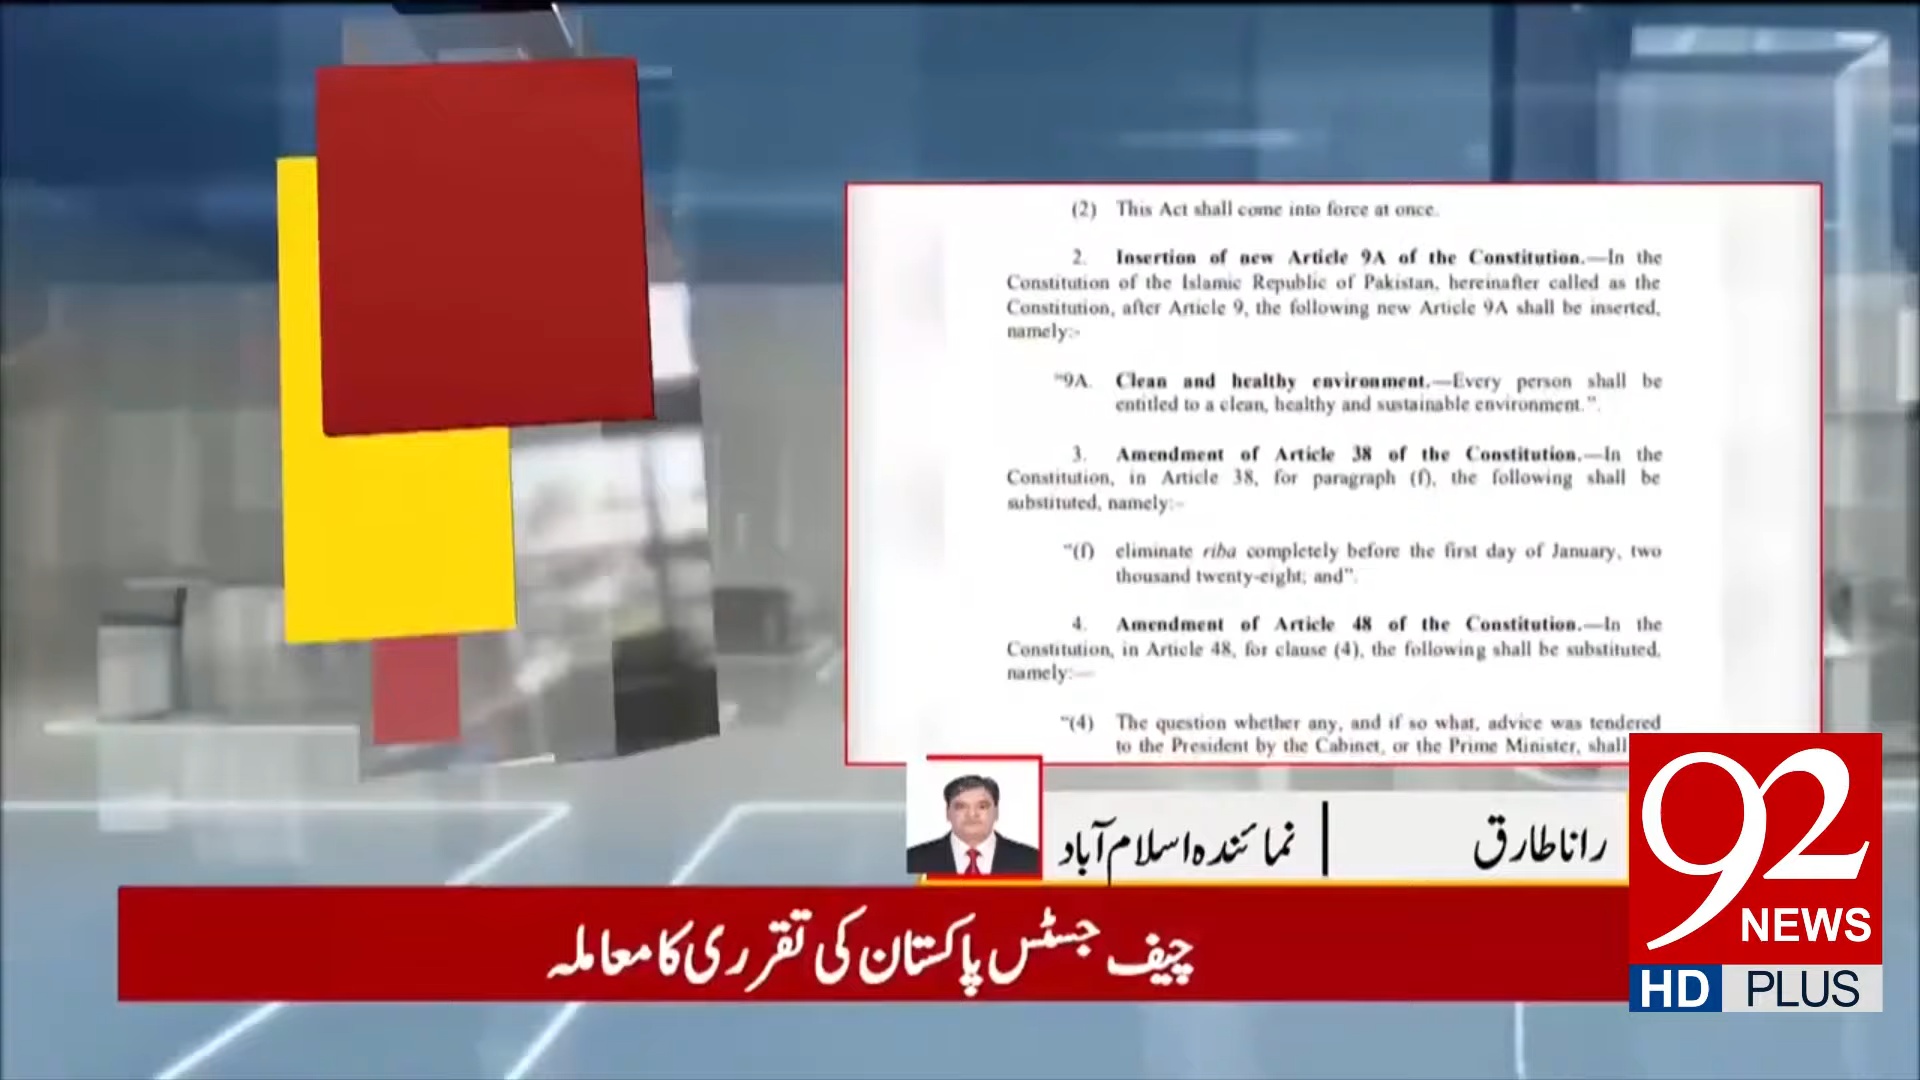 (2) This Act shall come into force at once.
2. Insertion of new Article 9A of the Constitution.—In the
Constitution of the Islamic Republic of Pakistan, hereinafter called as the
Constitution, after Article 9, the following new Article 9A shall be inserted,
namely:-
"9A. Clean and healthy environment.—Every person shall be
entitled to a clean, healthy and sustainable environment.".
3. Amendment of Article 38 of the Constitution.—In the
Constitution, in Article 38, for paragraph (f), the following shall be
substituted, namely:-
"(f) eliminate riba completely before the first day of January, two
thousand twenty-eight; and".
4. Amendment of Article 48 of the Constitution.—In the
Constitution, in Article 48, for clause (4), the following shall be substituted,
namely:—
"(4) The question whether any, and if so what, advice was tendered
to the President by the Cabinet, or the Prime Minister, shall
رانا طارق | نمائندہ اسلام آباد
چیف جسٹس پاکستان کی تقرری کا معاملہ
92
NEWS
HD PLUS